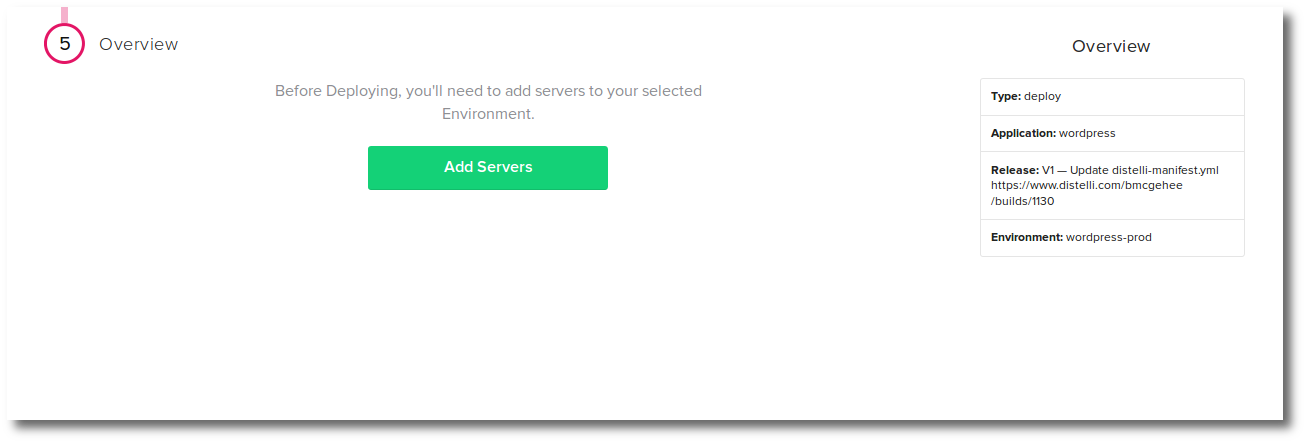 5 Overview
Before Deploying, you'll need to add servers to your selected
Environment.
Add Servers
Overview
Type: deploy
Application: wordpress
Release: V1 — Update distelli-manifest.yml
https://www.distelli.com/bmcgehee
/builds/1130
Environment: wordpress-prod